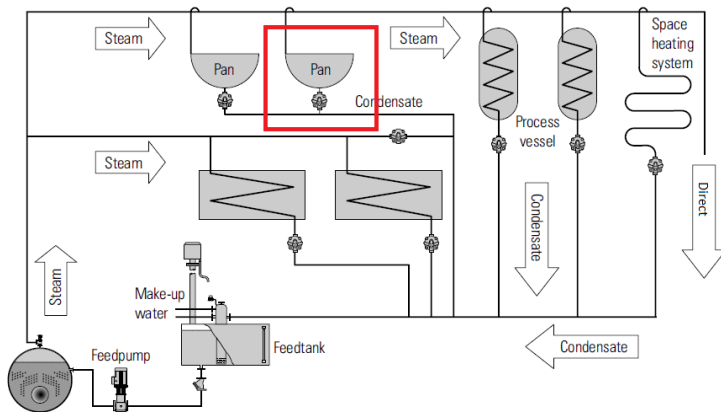 Steam
Pan
Pan
Steam
Space
heating
system
Condensate
Process
vessel
Steam
Condensate
Direct
Steam
Make-up
water
Feedtank
Feedpump
Condensate